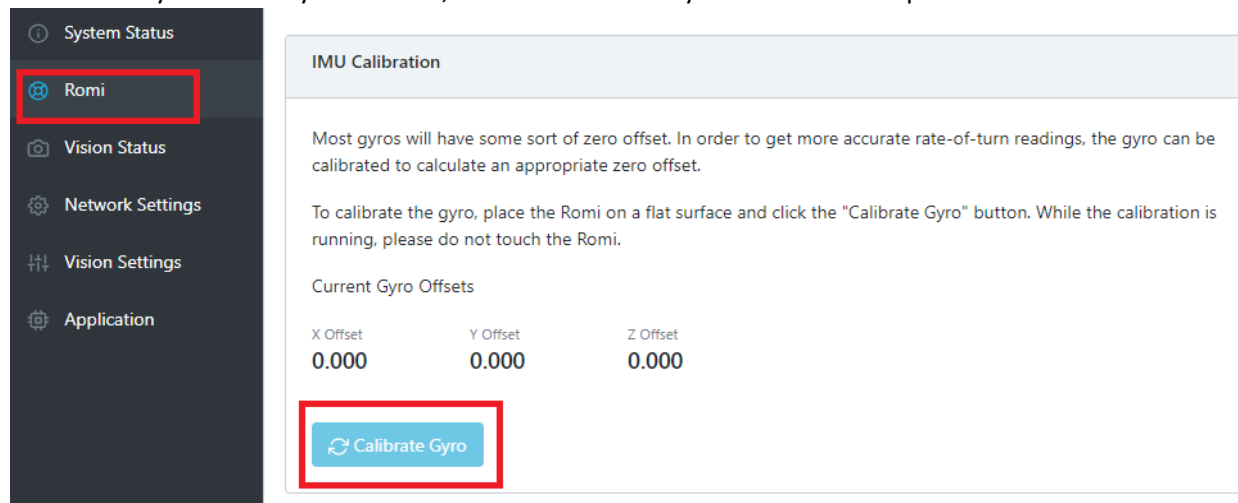 System Status
Romi
Vision Status
Network Settings
Vision Settings
Application
IMU Calibration
Most gyros will have some sort of zero offset. In order to get more accurate rate-of-turn readings, the gyro can be
calibrated to calculate an appropriate zero offset.
To calibrate the gyro, place the Romi on a flat surface and click the "Calibrate Gyro" button. While the calibration is
running, please do not touch the Romi.
Current Gyro Offsets
X Offset Y Offset Z Offset
0.000 0.000 0.000
Calibrate Gyro